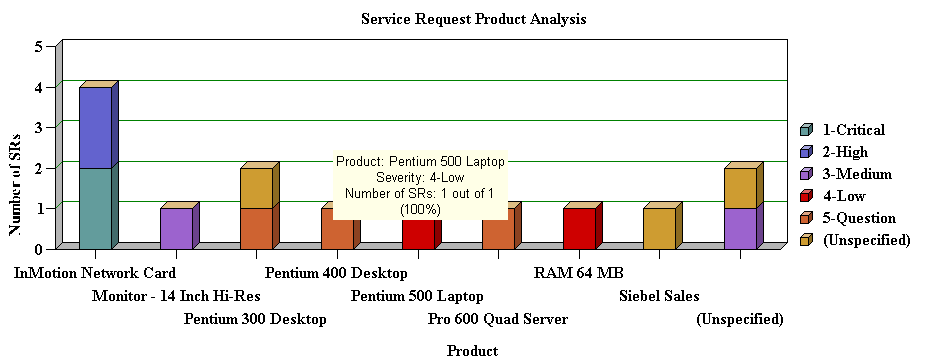 Service Request Product Analysis
5
4
3
2
1
0
Number of SRs
Product: Pentium 500 Laptop
Severity: 4-Low
Number of SRs: 1 out of 1
(100%)
1-Critical
2-High
3-Medium
4-Low
5-Question
(Unspecified)
InMotion Network Card
Pentium 400 Desktop
RAM 64 MB
Monitor - 14 Inch Hi-Res
Pentium 500 Laptop
Siebel Sales
Pentium 300 Desktop
Pro 600 Quad Server
(Unspecified)
Product